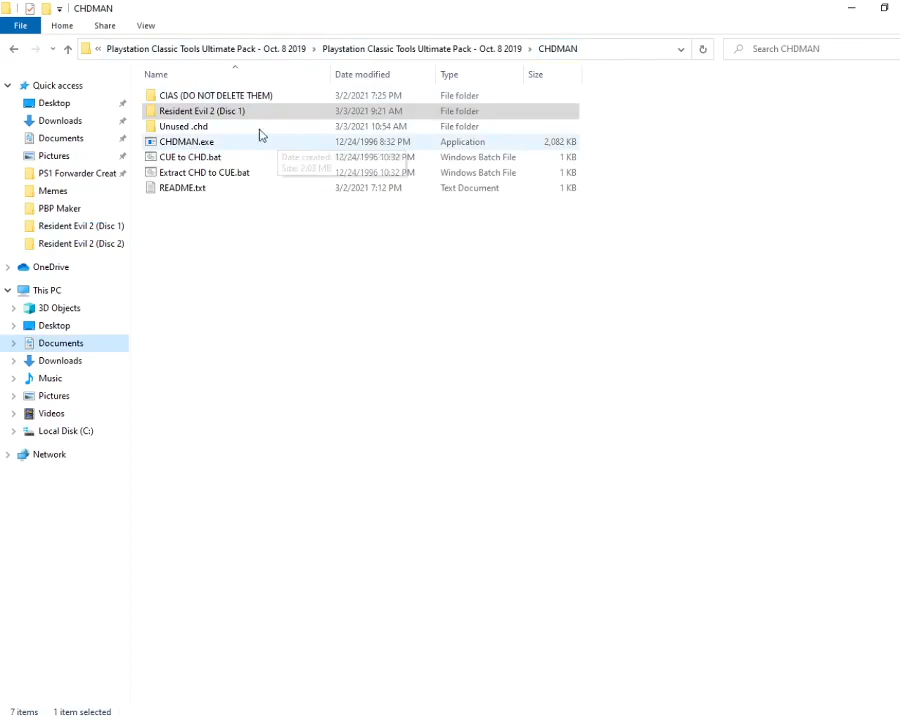 CHDMAN
File Home Share View
« Playstation Classic Tools Ultimate Pack - Oct. 8 2019 › Playstation Classic Tools Ultimate Pack - Oct. 8 2019 › CHDMAN Search CHDMAN
Name Date modified Type Size
CIAS (DO NOT DELETE THEM) 3/2/2021 7:25 PM File folder
Resident Evil 2 (Disc 1) 3/3/2021 9:21 AM File folder
Unused .chd 3/3/2021 10:54 AM File folder
CHDMAN.exe 12/24/1996 8:32 PM Application 2,082 KB
CUE to CHD.bat 12/24/1996 10:32 PM Windows Batch File 1 KB
Extract CHD to CUE.bat 12/24/1996 10:32 PM Windows Batch File 1 KB
README.txt 3/2/2021 7:12 PM Text Document 1 KB
Date created:
Size: 2.02 MB
Quick access
Desktop
Downloads
Documents
Pictures
PS1 Forwarder Creat
Memes
PBP Maker
Resident Evil 2 (Disc 1)
Resident Evil 2 (Disc 2)
OneDrive
This PC
3D Objects
Desktop
Documents
Downloads
Music
Pictures
Videos
Local Disk (C:)
Network
7 items 1 item selected